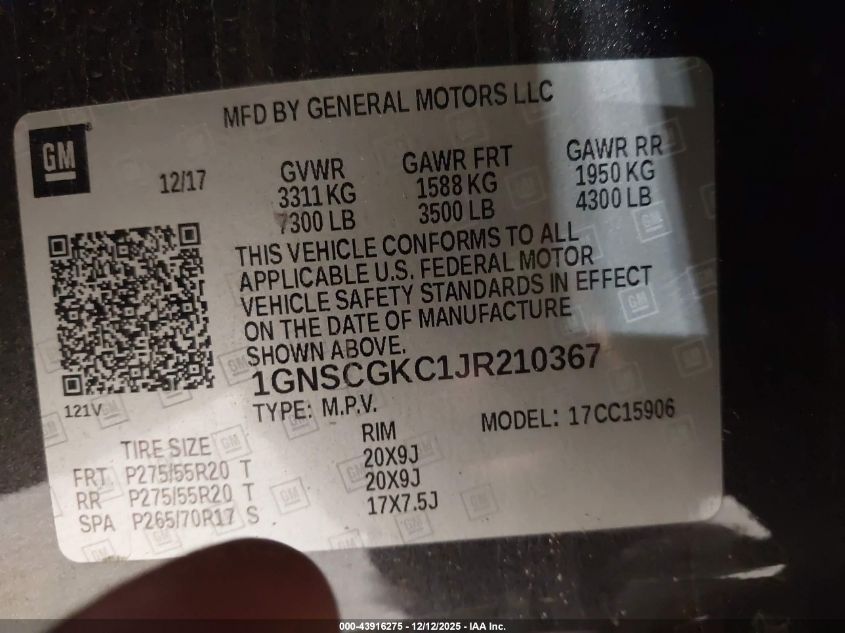 MFD BY GENERAL MOTORS LLC
GM
12/17
GVWR
3311 KG
7300 LB
GAWR FRT
1588 KG
3500 LB
GAWR RR
1950 KG
4300 LB
THIS VEHICLE CONFORMS TO ALL
APPLICABLE U.S. FEDERAL MOTOR
VEHICLE SAFETY STANDARDS IN EFFECT
ON THE DATE OF MANUFACTURE
SHOWN ABOVE.
1GNSCGKC1JR210367
121V
TYPE: M.P.V.
MODEL: 17CC15906
TIRE SIZE RIM
FRT P275/55R20 T 20X9J
RR P275/55R20 T 20X9J
SPA P265/70R17 S 17X7.5J
000-43916275 — 12/12/2025 — IAA Inc.